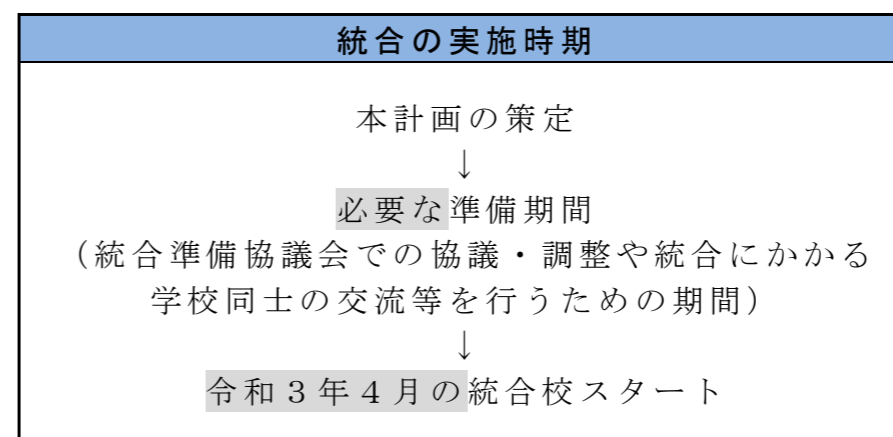 統合の実施時期
本計画の策定
↓
必要な準備期間
（統合準備協議会での協議・調整や統合にかかる
学校同士の交流等を行うための期間）
↓
令和３年４月の統合校スタート